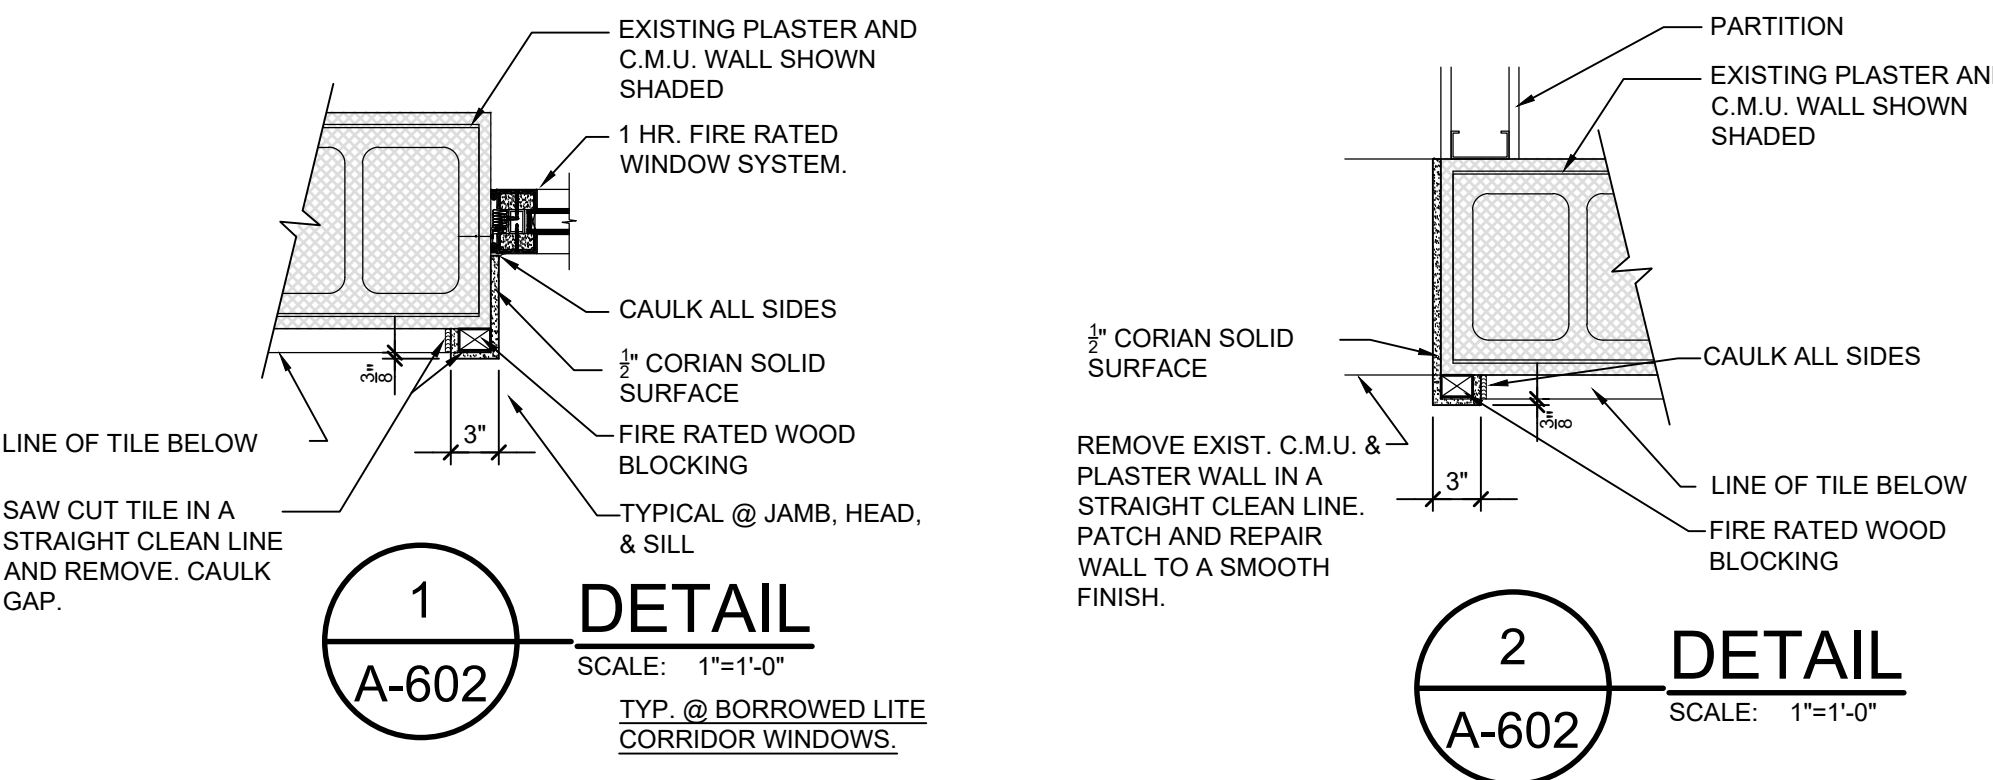 EXISTING PLASTER AND
C.M.U. WALL SHOWN
SHADED
1 HR. FIRE RATED
WINDOW SYSTEM.
CAULK ALL SIDES
1/2" CORIAN SOLID
SURFACE
FIRE RATED WOOD
BLOCKING
TYPICAL @ JAMB, HEAD,
& SILL
3/8"
3"
LINE OF TILE BELOW
SAW CUT TILE IN A
STRAIGHT CLEAN LINE
AND REMOVE. CAULK
GAP.
1
A-602
DETAIL
SCALE: 1"=1'-0"
TYP. @ BORROWED LITE
CORRIDOR WINDOWS.
PARTITION
EXISTING PLASTER AN
C.M.U. WALL SHOWN
SHADED
1/2" CORIAN SOLID
SURFACE
CAULK ALL SIDES
3/8"
3"
REMOVE EXIST. C.M.U. &
PLASTER WALL IN A
STRAIGHT CLEAN LINE.
PATCH AND REPAIR
WALL TO A SMOOTH
FINISH.
LINE OF TILE BELOW
FIRE RATED WOOD
BLOCKING
2
A-602
DETAIL
SCALE: 1"=1'-0"